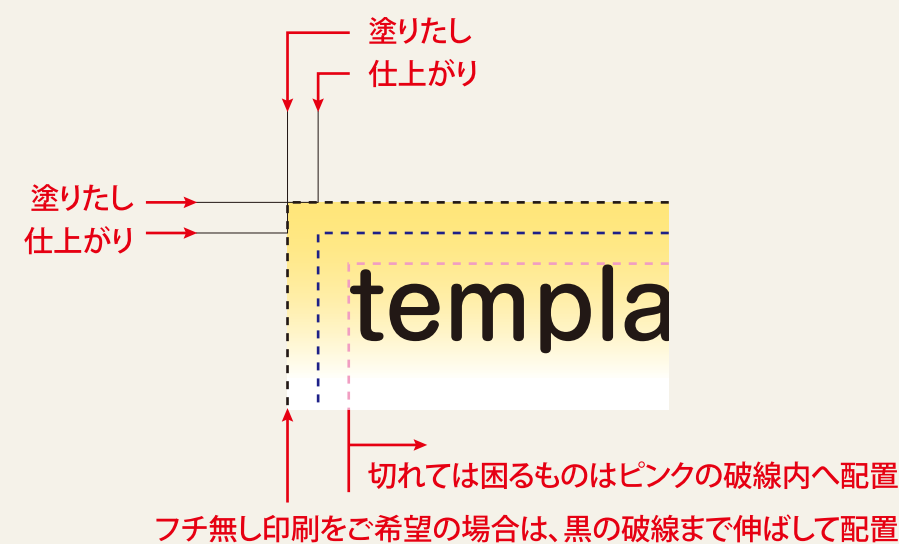 塗りたし
仕上がり
塗りたし
仕上がり
templa
切れては困るものはピンクの破線内へ配置
フチ無し印刷をご希望の場合は、黒の破線まで伸ばして配置